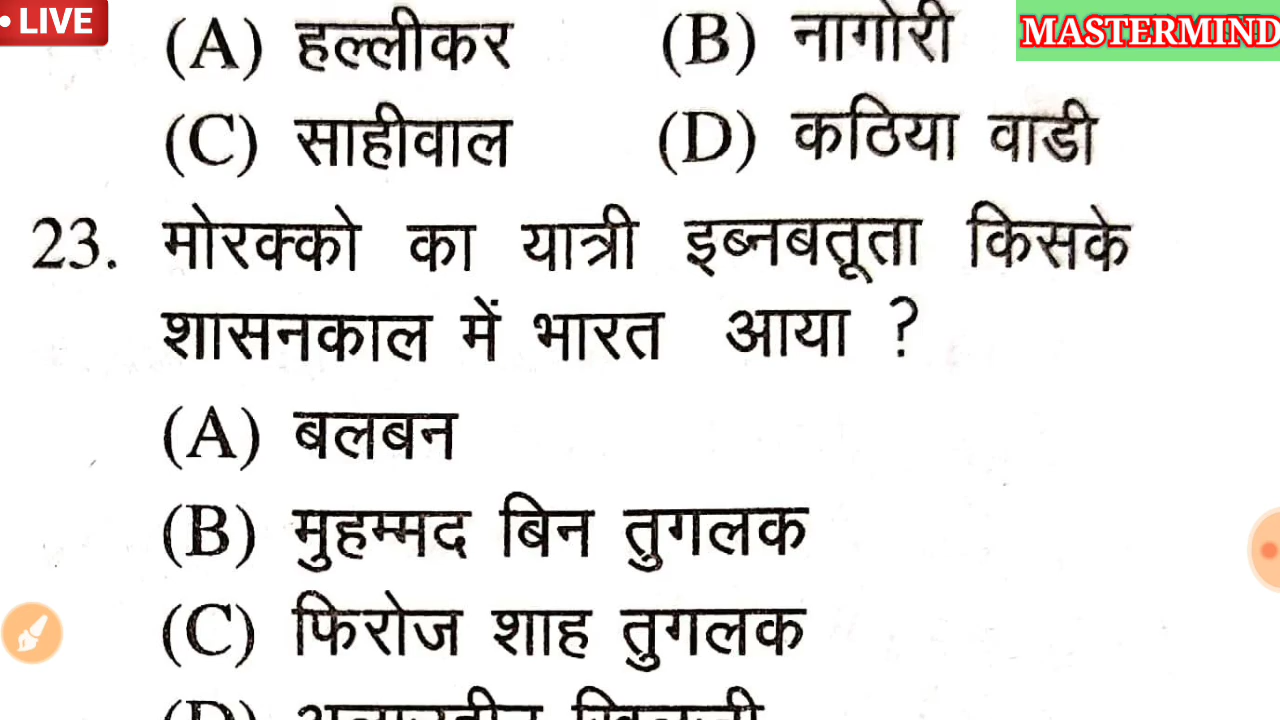 LIVE
MASTERMIND
(A) हल्लीकर (B) नागोरी
(C) साहीवाल (D) कठिया वाडी
23. मोरक्को का यात्री इब्नबतूता किसके
शासनकाल में भारत आया ?
(A) बलबन
(B) मुहम्मद बिन तुगलक
(C) फिरोज शाह तुगलक
(D)